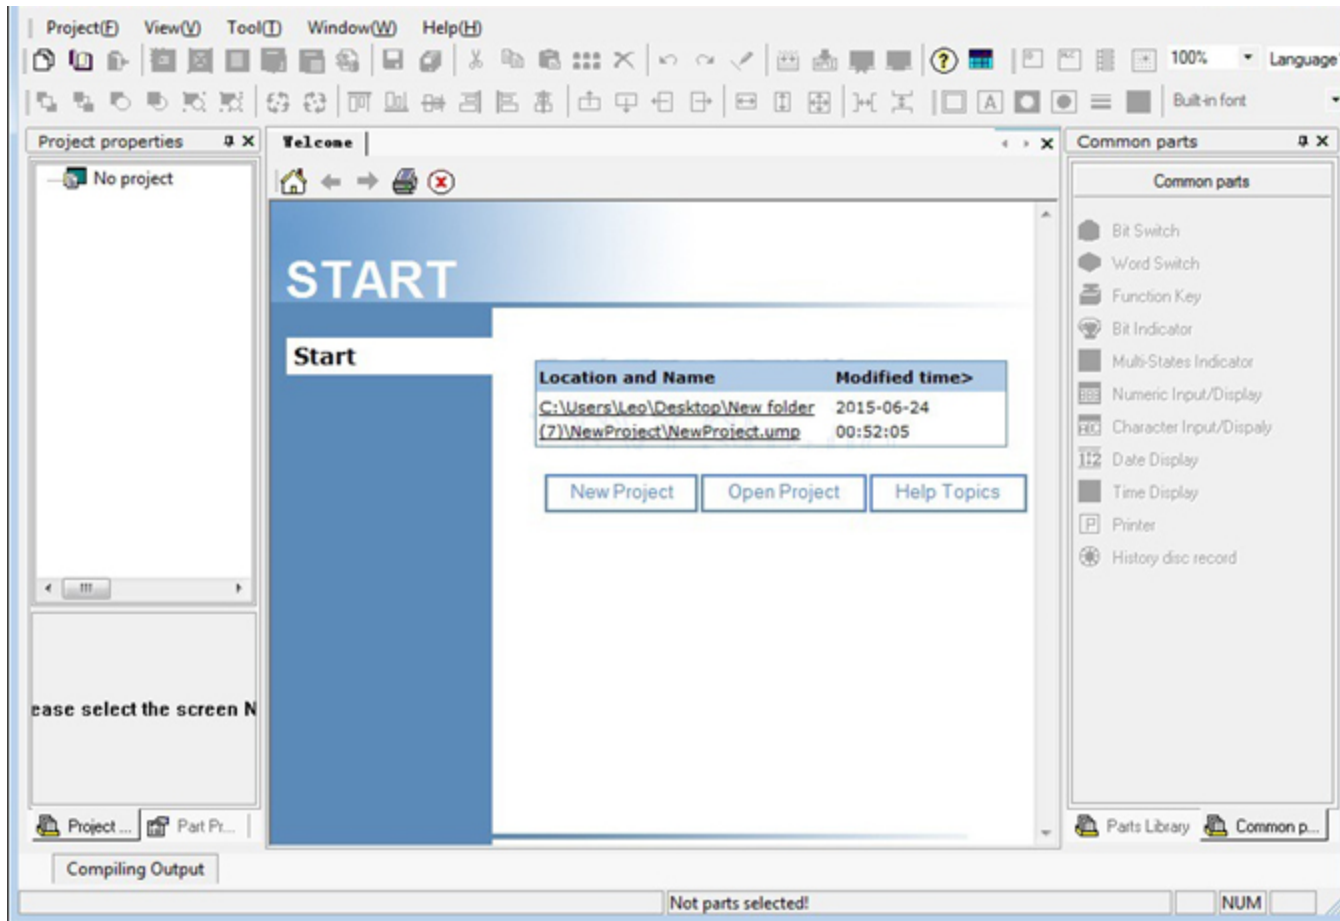 Project(F) View(V) Tool(T) Window(W) Help(H)
100% Language
Built-in font
Project properties
No project
ease select the screen N
Project ... Part Pr...
Welcome
START
Start
Location and Name Modified time>
C:\Users\Leo\Desktop\New folder 2015-06-24
(7)\NewProject\NewProject.ump 00:52:05
New Project Open Project Help Topics
Common parts
Common parts
Bit Switch
Word Switch
Function Key
Bit Indicator
Multi-States Indicator
Numeric Input/Display
Character Input/Dispaly
Date Display
Time Display
Printer
History disc record
Parts Library Common p...
Compiling Output
Not parts selected! NUM